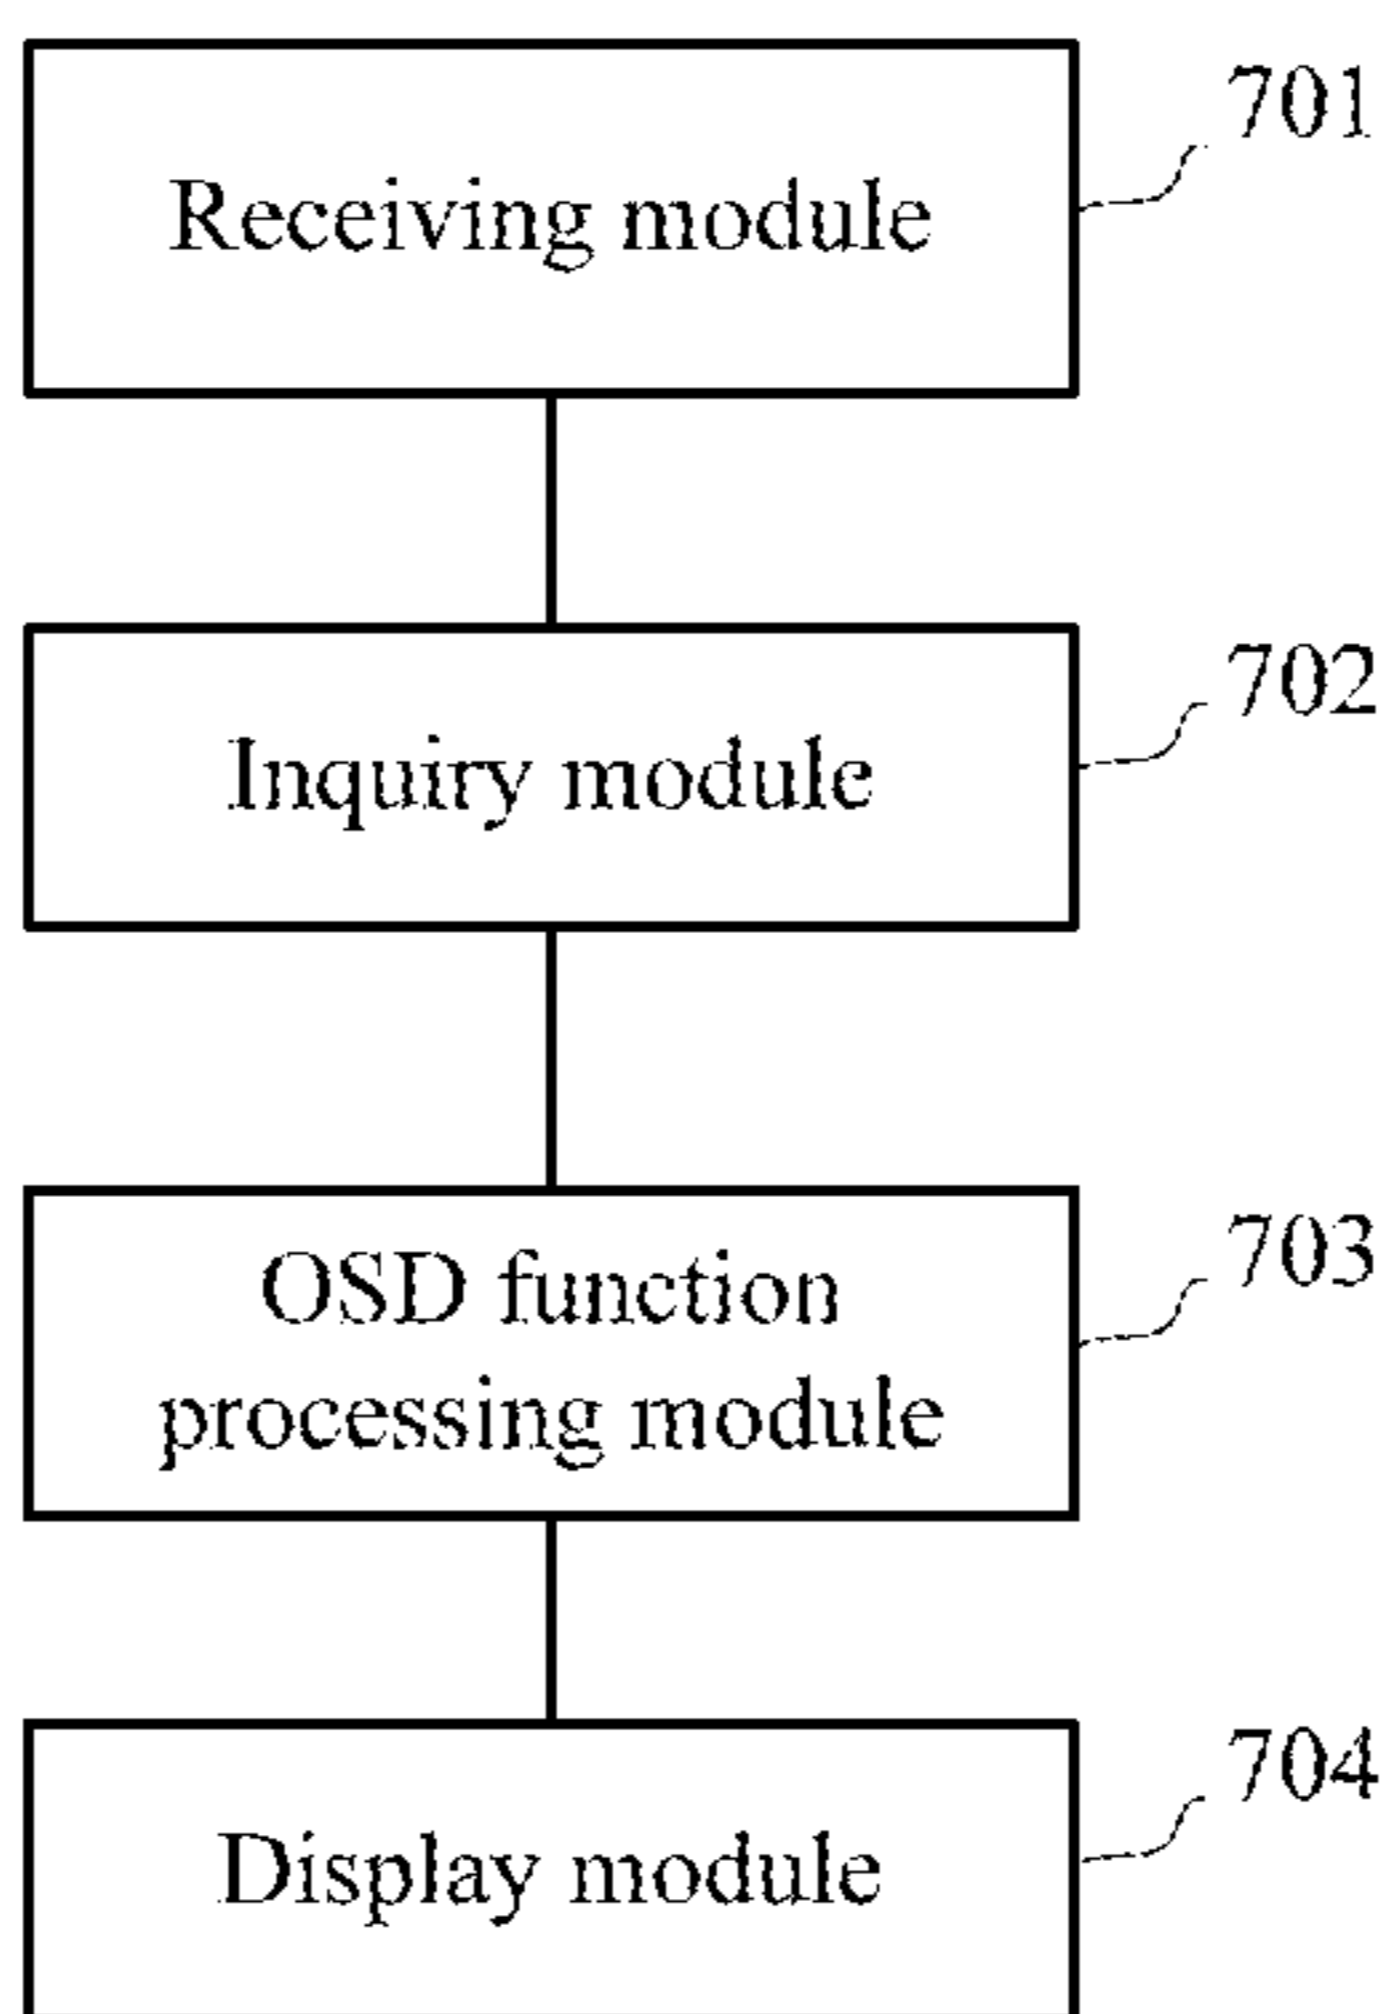 701
Receiving module
702
Inquiry module
703
OSD function
processing module
704
Display module